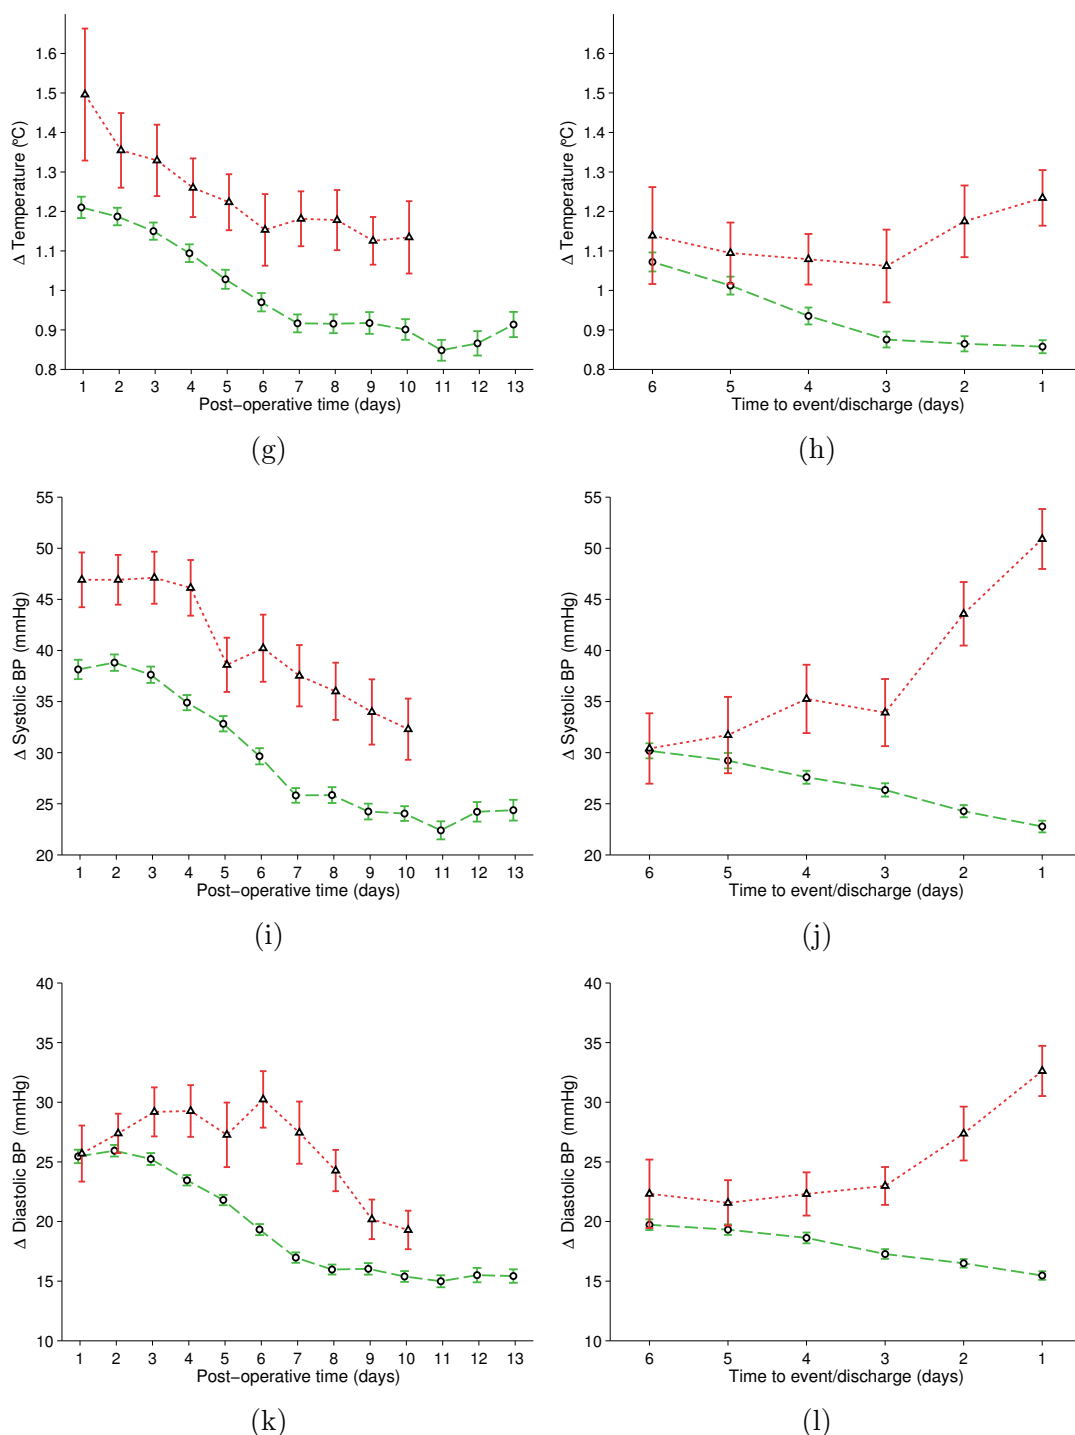 1.6
1.5
1.4
1.3
1.2
1.1
1
0.9
0.8
Δ Temperature (ºC)
1 2 3 4 5 6 7 8 9 10 11 12 13
Post−operative time (days)
(g)
1.6
1.5
1.4
1.3
1.2
1.1
1
0.9
0.8
Δ Temperature (ºC)
6 5 4 3 2 1
Time to event/discharge (days)
(h)
55
50
45
40
35
30
25
20
Δ Systolic BP (mmHg)
1 2 3 4 5 6 7 8 9 10 11 12 13
Post−operative time (days)
(i)
55
50
45
40
35
30
25
20
Δ Systolic BP (mmHg)
6 5 4 3 2 1
Time to event/discharge (days)
(j)
40
35
30
25
20
15
10
Δ Diastolic BP (mmHg)
1 2 3 4 5 6 7 8 9 10 11 12 13
Post−operative time (days)
(k)
40
35
30
25
20
15
10
Δ Diastolic BP (mmHg)
6 5 4 3 2 1
Time to event/discharge (days)
(l)